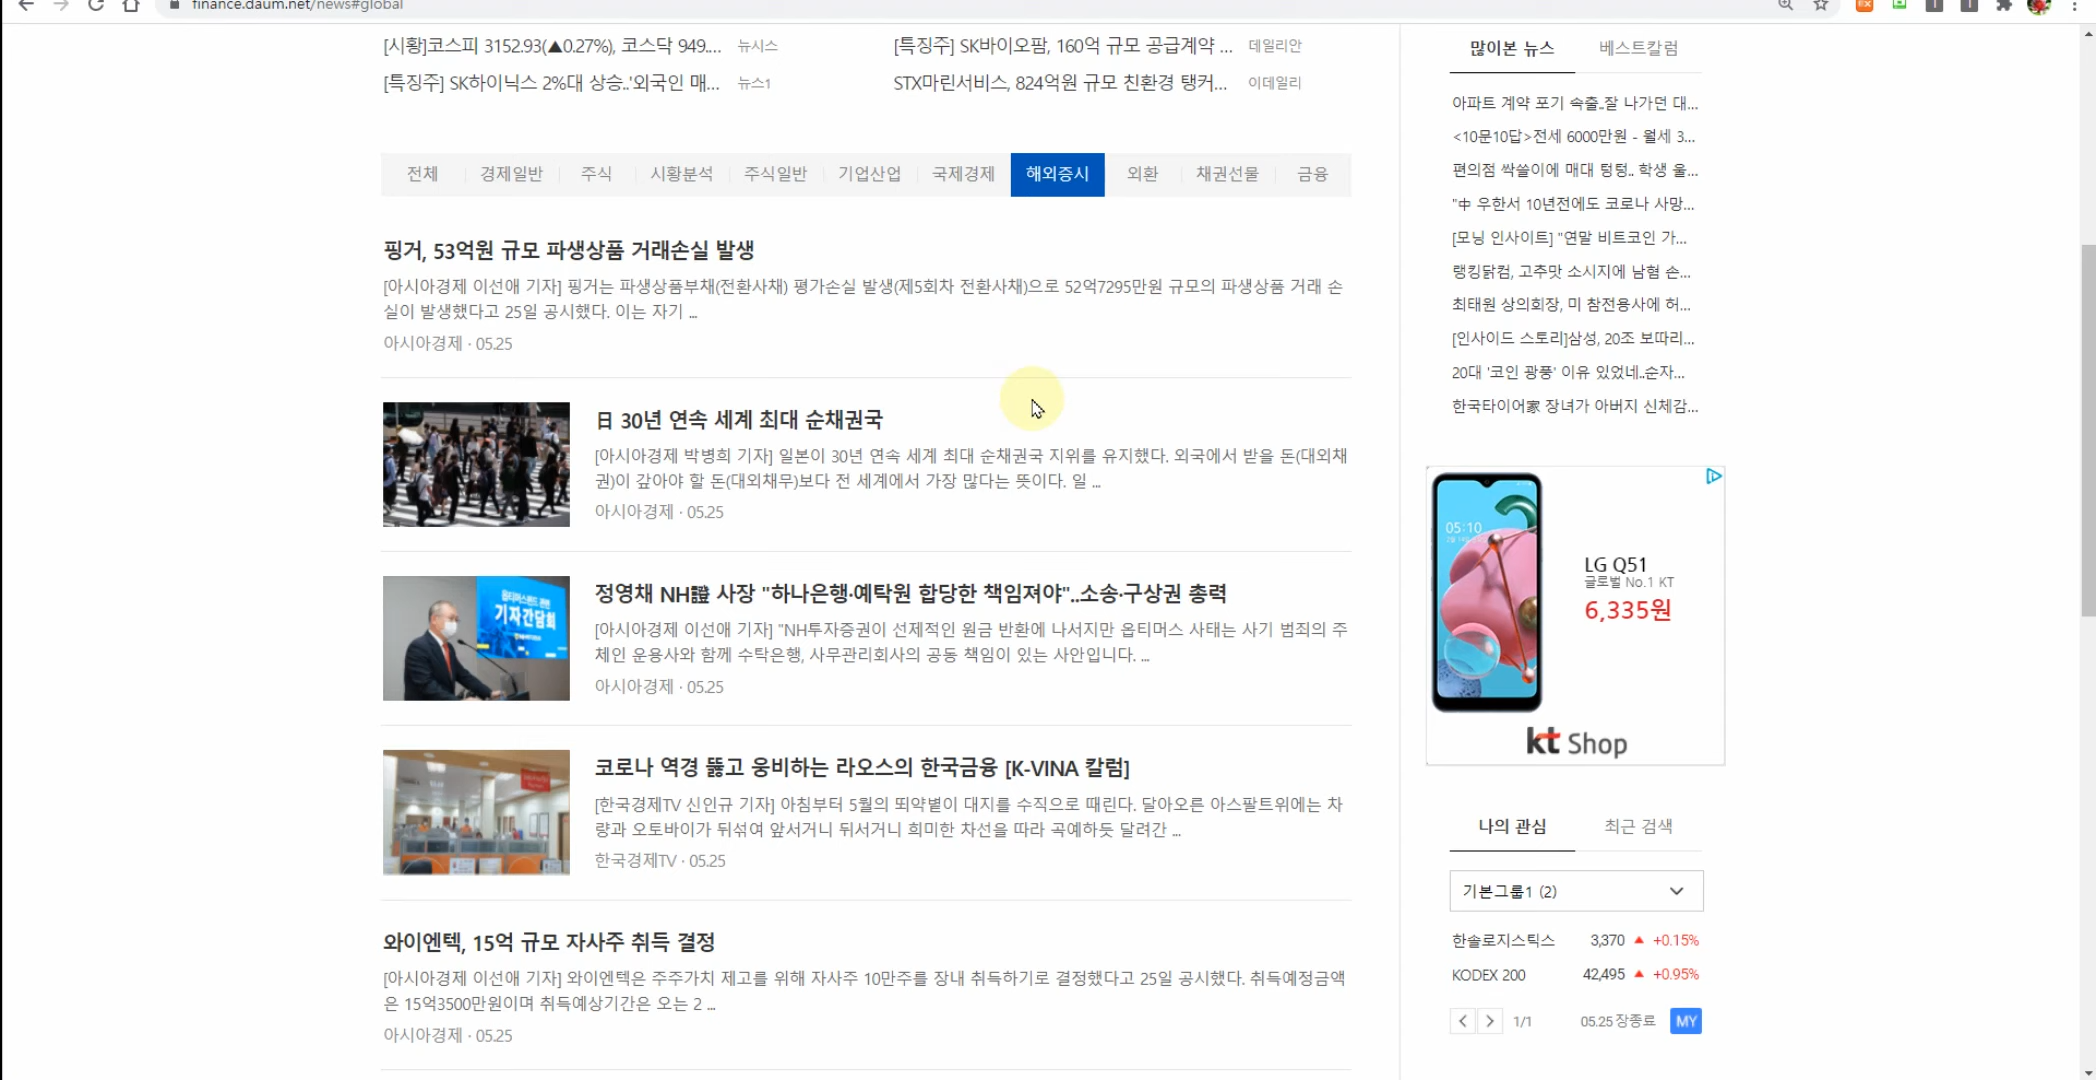 finance.daum.net/news#global
[시황]코스피 3152.93(▲0.27%), 코스닥 949.... 뉴시스
[특징주] SK바이오팜, 160억 규모 공급계약 ... 데일리안
[특징주] SK하이닉스 2%대 상승..'외국인 매... 뉴스1
STX마린서비스, 824억원 규모 친환경 탱커... 이데일리
전체 경제일반 주식 시황분석 주식일반 기업산업 국제경제 해외증시 외환 채권선물 금융
핑거, 53억원 규모 파생상품 거래손실 발생
[아시아경제 이선애 기자] 핑거는 파생상품부채(전환사채) 평가손실 발생(제5회차 전환사채)으로 52억7295만원 규모의 파생상품 거래 손
실이 발생했다고 25일 공시했다. 이는 자기 ...
아시아경제 · 05.25
日 30년 연속 세계 최대 순채권국
[아시아경제 박병희 기자] 일본이 30년 연속 세계 최대 순채권국 지위를 유지했다. 외국에서 받을 돈(대외채
권)이 갚아야 할 돈(대외채무)보다 전 세계에서 가장 많다는 뜻이다. 일 ...
아시아경제 · 05.25
옵티머스펀드 관련
기자간담회
정영채 NH證 사장 "하나은행·예탁원 합당한 책임져야"..소송·구상권 총력
[아시아경제 이선애 기자] "NH투자증권이 선제적인 원금 반환에 나서지만 옵티머스 사태는 사기 범죄의 주
체인 운용사와 함께 수탁은행, 사무관리회사의 공동 책임이 있는 사안입니다. ...
아시아경제 · 05.25
코로나 역경 뚫고 웅비하는 라오스의 한국금융 [K-VINA 칼럼]
[한국경제TV 신인규 기자] 아침부터 5월의 뙤약볕이 대지를 수직으로 때린다. 달아오른 아스팔트위에는 차
량과 오토바이가 뒤섞여 앞서거니 뒤서거니 희미한 차선을 따라 곡예하듯 달려간 ...
한국경제TV · 05.25
와이엔텍, 15억 규모 자사주 취득 결정
[아시아경제 이선애 기자] 와이엔텍은 주주가치 제고를 위해 자사주 10만주를 장내 취득하기로 결정했다고 25일 공시했다. 취득예정금액
은 15억3500만원이며 취득예상기간은 오는 2 ...
아시아경제 · 05.25
많이본 뉴스 베스트칼럼
아파트 계약 포기 속출..잘 나가던 대...
<10문10답>전세 6000만원 - 월세 3...
편의점 싹쓸이에 매대 텅텅.. 학생 울...
"中 우한서 10년전에도 코로나 사망...
[모닝 인사이트] "연말 비트코인 가...
랭킹닭컴, 고추맛 소시지에 남혐 손...
최태원 상의회장, 미 참전용사에 허...
[인사이드 스토리]삼성, 20조 보따리...
20대 '코인 광풍' 이유 있었네..순자...
한국타이어家 장녀가 아버지 신체감...
05:10
LG Q51
글로벌 No.1 KT
6,335원
kt Shop
나의 관심 최근 검색
기본그룹1 (2)
한솔로지스틱스 3,370 ▲ +0.15%
KODEX 200 42,495 ▲ +0.95%
1/1 05.25 장종료 MY